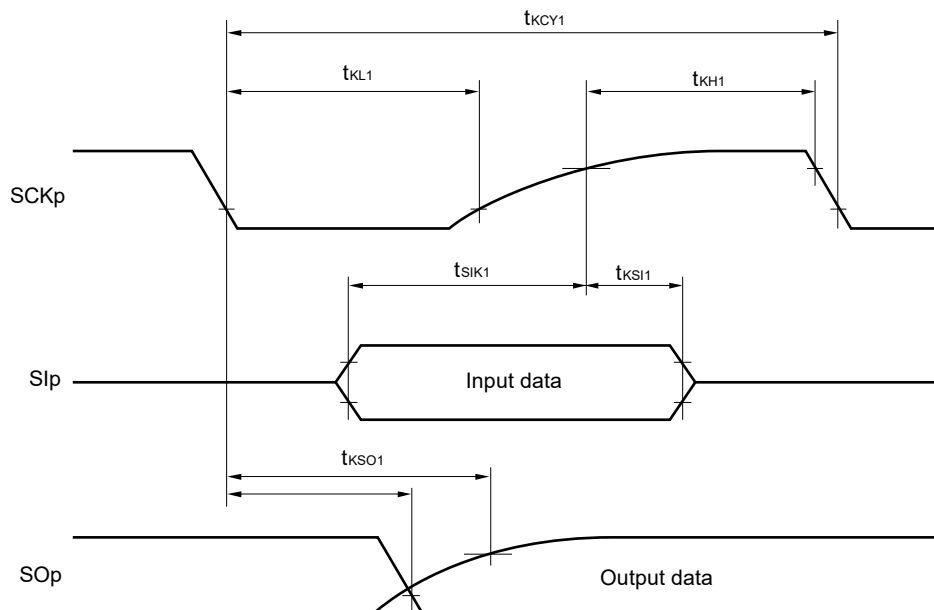 tKCY1
tKL1
tKH1
SCKp
tSIK1
tKSI1
SIp
Input data
tKSO1
SOp
Output data